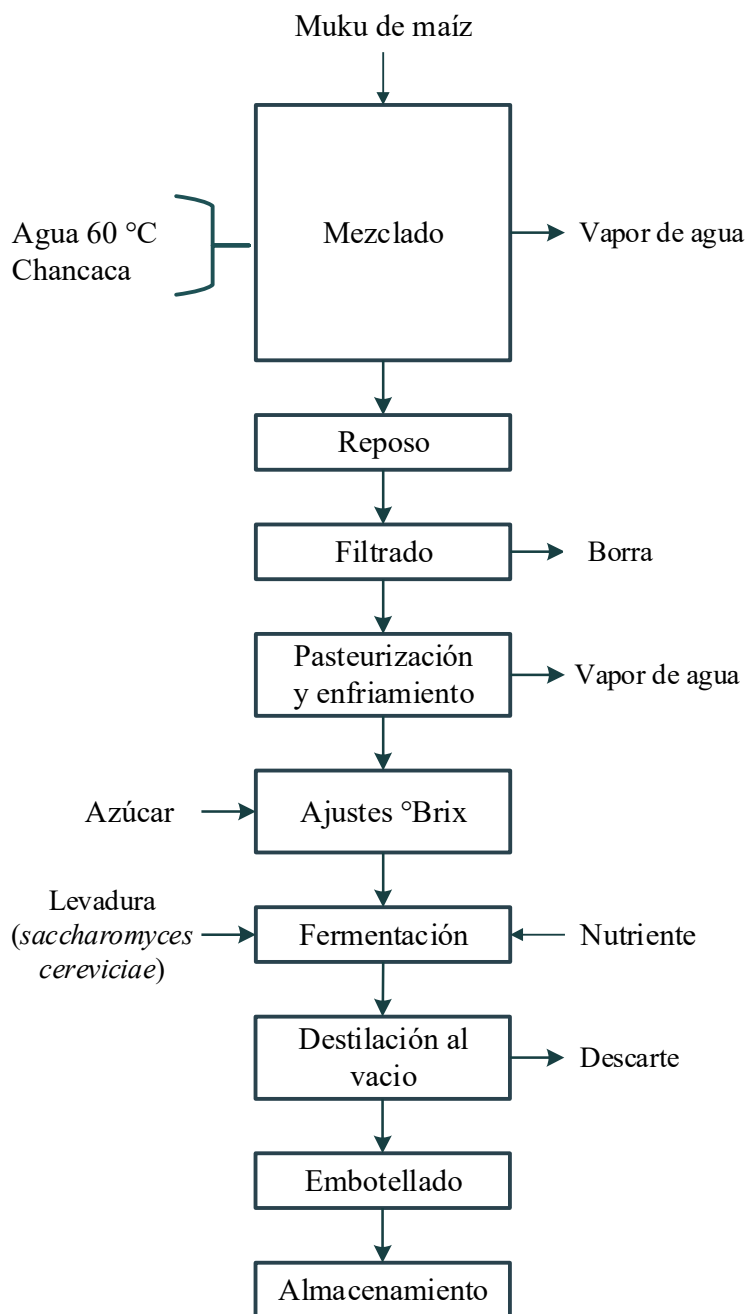 Muku de maíz
Agua 60 °C
Chancaca
Mezclado
Vapor de agua
Reposo
Filtrado
Borra
Pasteurización
y enfriamiento
Vapor de agua
Azúcar
Ajustes °Brix
Levadura
(saccharomyces
cereviciae)
Fermentación
Nutriente
Destilación al
vacio
Descarte
Embotellado
Almacenamiento